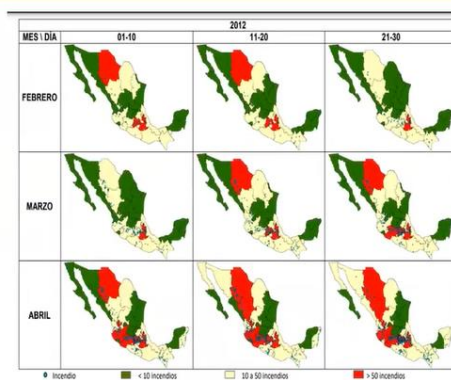 2012
MES \ DÍA 01-10 11-20 21-30
FEBRERO
MARZO
ABRIL
Incendio < 10 incendios 10 a 50 incendios > 50 incendios